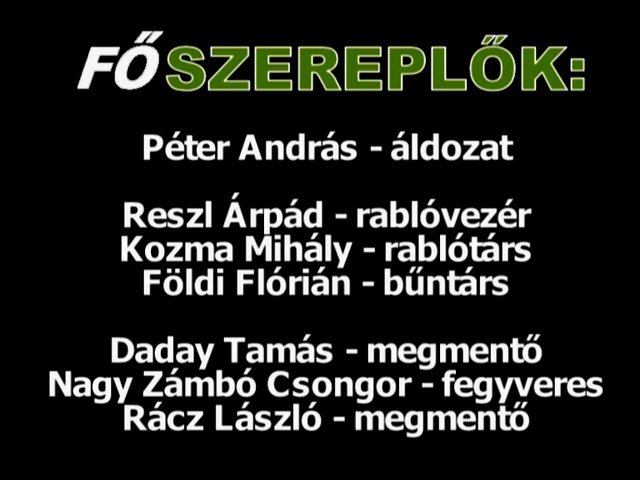 FŐSZEREPLŐK:
Péter András - áldozat
Reszl Árpád - rablóvezér
Kozma Mihály - rablótárs
Földi Flórián - bűntárs
Daday Tamás - megmentő
Nagy Zámbó Csongor - fegyveres
Rácz László - megmentő